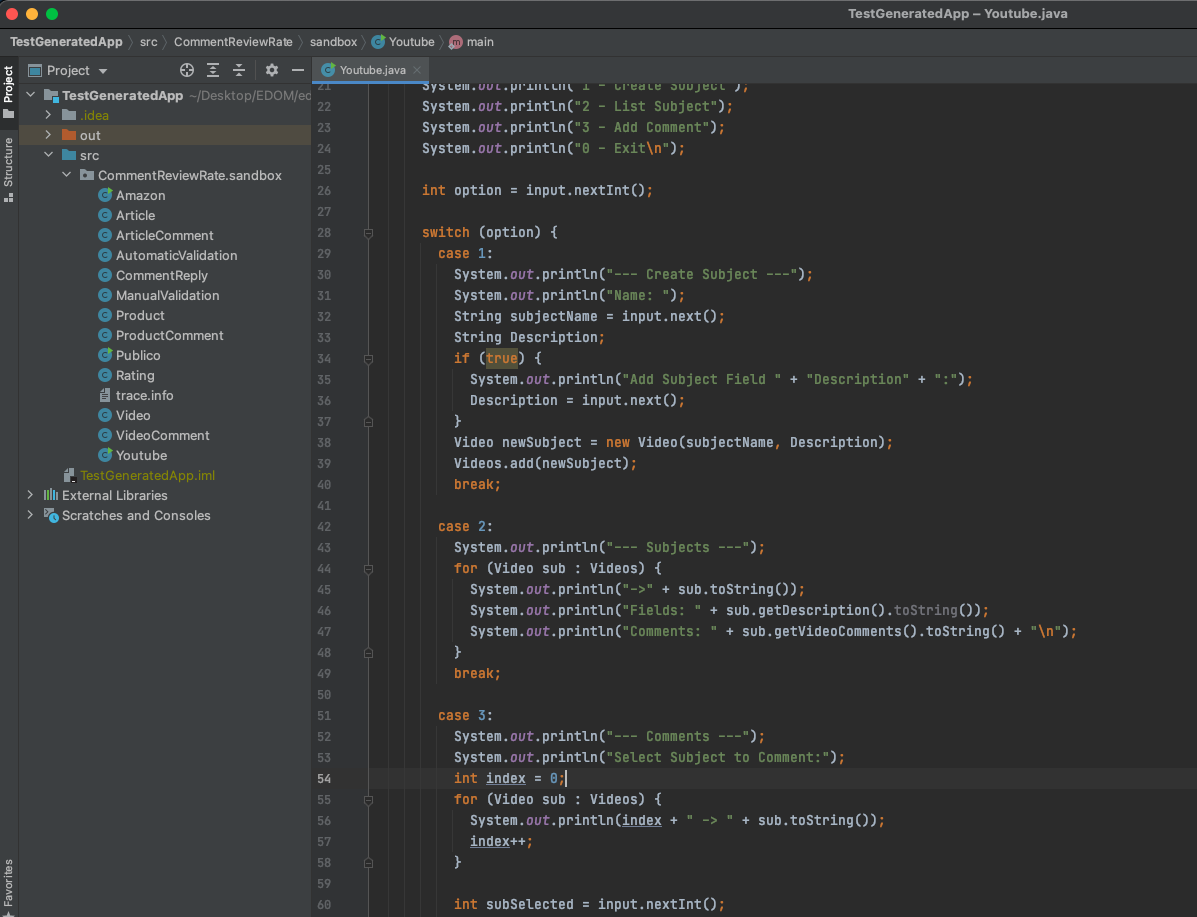 TestGeneratedApp – Youtube.java
TestGeneratedApp src CommentReviewRate sandbox Youtube main
Project
Structure
Favorites
Project
TestGeneratedApp ~/Desktop/EDOM/ed
.idea
out
src
CommentReviewRate.sandbox
Amazon
Article
ArticleComment
AutomaticValidation
CommentReply
ManualValidation
Product
ProductComment
Publico
Rating
trace.info
Video
VideoComment
Youtube
TestGeneratedApp.iml
External Libraries
Scratches and Consoles
Youtube.java
21 System.out.println("1 - Create Subject");
22 System.out.println("2 - List Subject");
23 System.out.println("3 - Add Comment");
24 System.out.println("0 - Exit\n");
25
26 int option = input.nextInt();
27
28 switch (option) {
29 case 1:
30 System.out.println("--- Create Subject ---");
31 System.out.println("Name: ");
32 String subjectName = input.next();
33 String Description;
34 if (true) {
35 System.out.println("Add Subject Field " + "Description" + ":");
36 Description = input.next();
37 }
38 Video newSubject = new Video(subjectName, Description);
39 Videos.add(newSubject);
40 break;
41
42 case 2:
43 System.out.println("--- Subjects ---");
44 for (Video sub : Videos) {
45 System.out.println("->" + sub.toString());
46 System.out.println("Fields: " + sub.getDescription().toString());
47 System.out.println("Comments: " + sub.getVideoComments().toString() + "\n");
48 }
49 break;
50
51 case 3:
52 System.out.println("--- Comments ---");
53 System.out.println("Select Subject to Comment:");
54 int index = 0;
55 for (Video sub : Videos) {
56 System.out.println(index + " -> " + sub.toString());
57 index++;
58 }
59
60 int subSelected = input.nextInt();